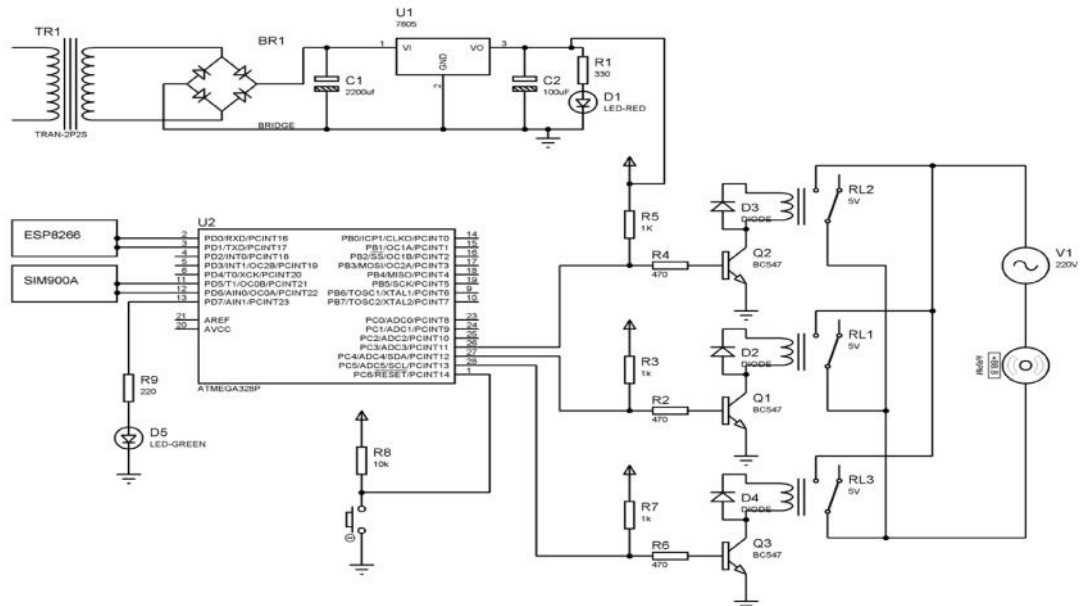 TR1
TRAN-2P2S
BR1
BRIDGE
C1
2200uf
U1
7805
1
VI
VO
3
GND
2
C2
100uF
R1
330
D1
LED-RED
ESP8266
SIM900A
U2
2 PD0/RXD/PCINT16
3 PD1/TXD/PCINT17
4 PD2/INT0/PCINT18
5 PD3/INT1/OC2B/PCINT19
6 PD4/T0/XCK/PCINT20
11 PD5/T1/OC0B/PCINT21
12 PD6/AIN0/OC0A/PCINT22
13 PD7/AIN1/PCINT23
21 AREF
20 AVCC
PB0/ICP1/CLKO/PCINT0 14
PB1/OC1A/PCINT1 15
PB2/SS/OC1B/PCINT2 16
PB3/MOSI/OC2A/PCINT3 17
PB4/MISO/PCINT4 18
PB5/SCK/PCINT5 19
PB6/TOSC1/XTAL1/PCINT6 9
PB7/TOSC2/XTAL2/PCINT7 10
PC0/ADC0/PCINT8 23
PC1/ADC1/PCINT9 24
PC2/ADC2/PCINT10 25
PC3/ADC3/PCINT11 26
PC4/ADC4/SDA/PCINT12 27
PC5/ADC5/SCL/PCINT13 28
PC6/RESET/PCINT14 1
ATMEGA328P
R9
220
D5
LED-GREEN
R8
10k
R5
1K
R4
470
D3
DIODE
Q2
BC547
RL2
5V
R3
1k
R2
470
D2
DIODE
Q1
BC547
RL1
5V
R7
1k
R6
470
D4
DIODE
Q3
BC547
RL3
5V
V1
220V
+88.8